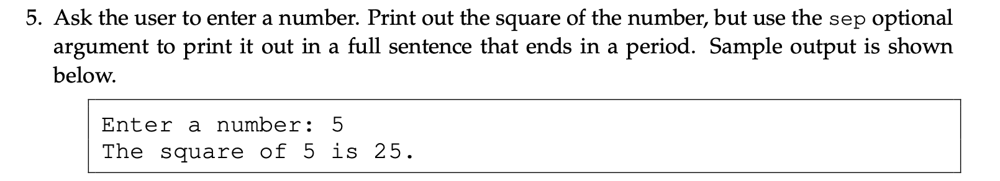 5. Ask the user to enter a number. Print out the square of the number, but use the sep optional
argument to print it out in a full sentence that ends in a period. Sample output is shown
below.
Enter a number: 5
The square of 5 is 25.